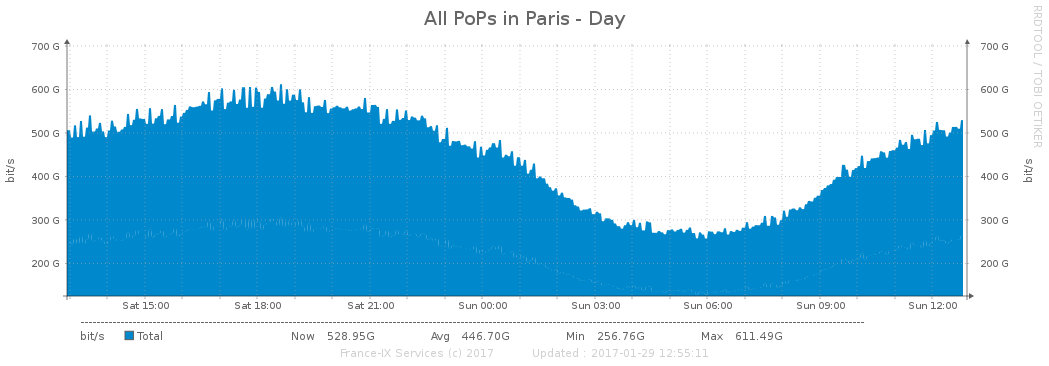 All PoPs in Paris - Day
RRDTOOL / TOBI OETIKER
700 G 700 G
600 G 600 G
500 G 500 G
400 G 400 G
300 G 300 G
200 G 200 G
bit/s bit/s
Sat 15:00 Sat 18:00 Sat 21:00 Sun 00:00 Sun 03:00 Sun 06:00 Sun 09:00 Sun 12:00
bit/s Total Now 528.95G Avg 446.70G Min 256.76G Max 611.49G
France-IX Services (c) 2017 Updated : 2017-01-29 12:55:11